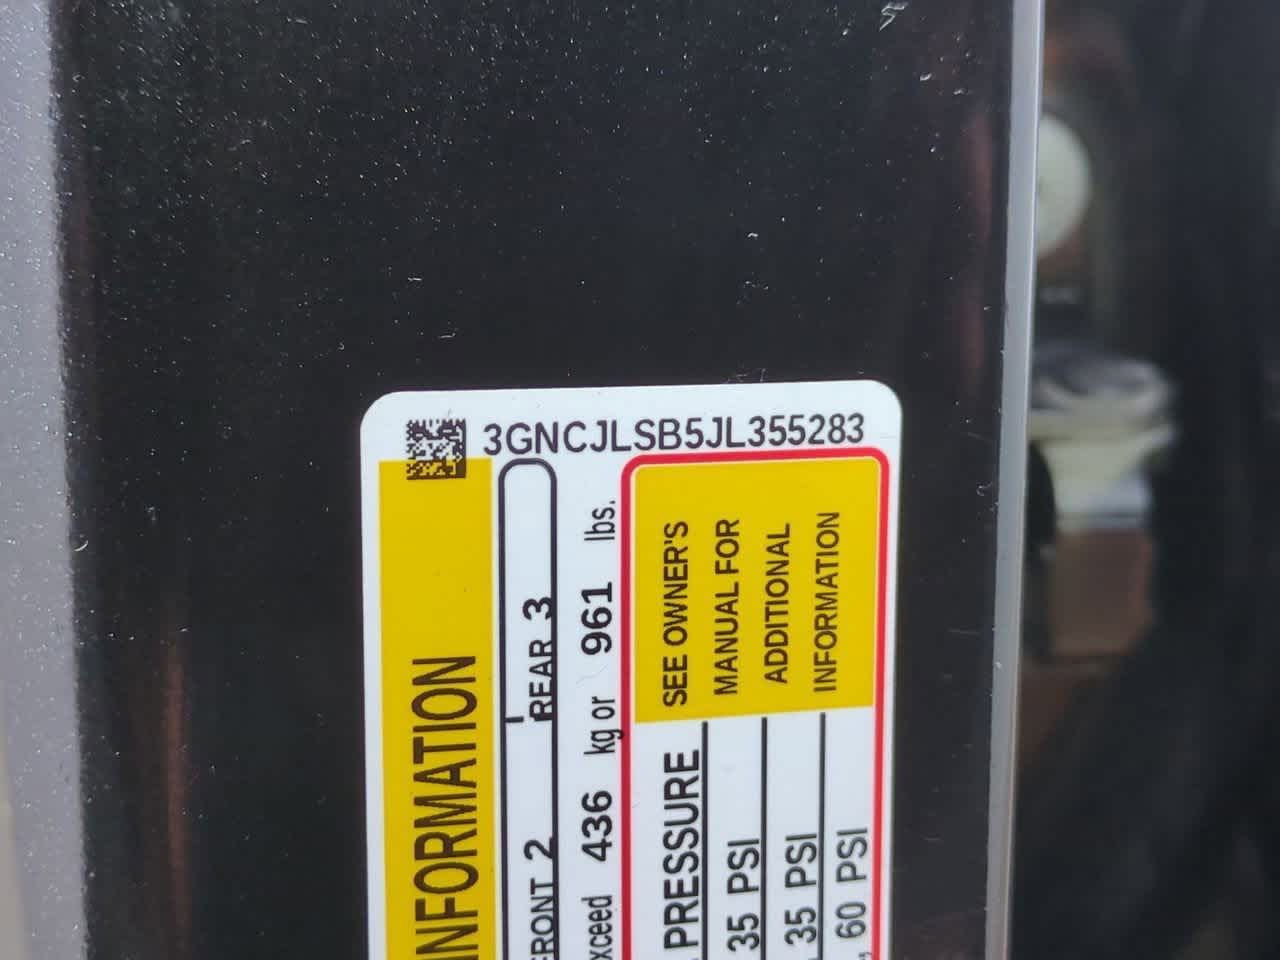 3GNCJLSB5JL355283
INFORMATION
FRONT 2 REAR 3
exceed 436 kg or 961 lbs.
PRESSURE
35 PSI
35 PSI
60 PSI
SEE OWNER'S
MANUAL FOR
ADDITIONAL
INFORMATION